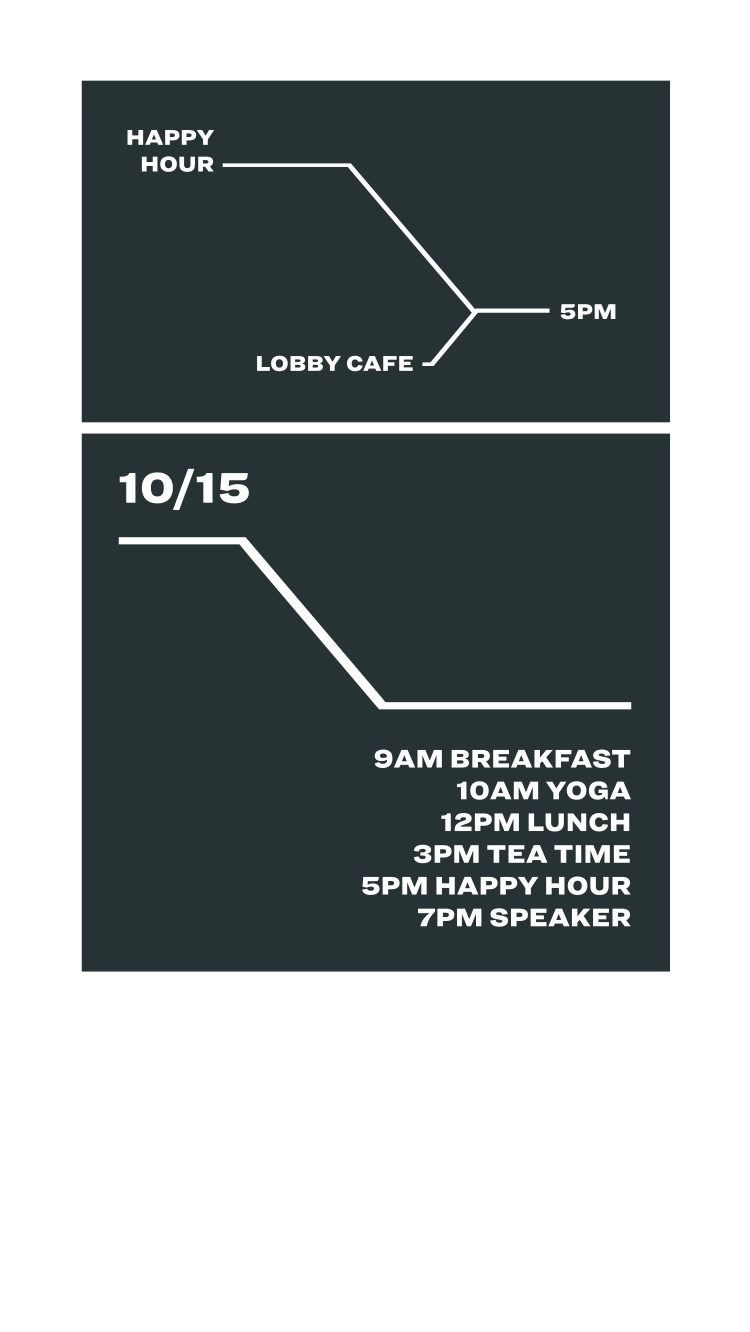 HAPPY
HOUR
5PM
LOBBY CAFE
10/15
9AM BREAKFAST
10AM YOGA
12PM LUNCH
3PM TEA TIME
5PM HAPPY HOUR
7PM SPEAKER